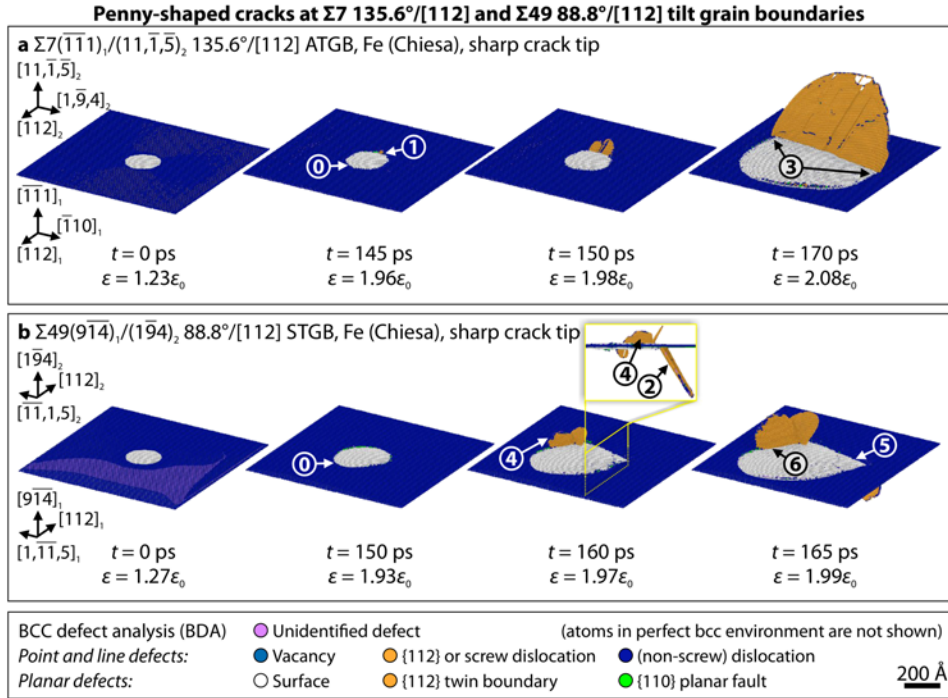 Penny-shaped cracks at Σ7 135.6°/[112] and Σ49 88.8°/[112] tilt grain boundaries
a Σ7(1̅1̅1)₁/(11,1̅,5̅)₂ 135.6°/[112] ATGB, Fe (Chiesa), sharp crack tip
[11,1̅,5̅]₂
[1,9̅,4]₂
[112]₂
[1̅1̅1]₁
[1̅10]₁
[112]₁
0
1
3
t = 0 ps
ε = 1.23ε₀
t = 145 ps
ε = 1.96ε₀
t = 150 ps
ε = 1.98ε₀
t = 170 ps
ε = 2.08ε₀
b Σ49(91̅4̅)₁/(19̅4)₂ 88.8°/[112] STGB, Fe (Chiesa), sharp crack tip
[19̅4]₂
[112]₂
[1̅1̅,1,5]₂
[91̅4̅]₁
[112]₁
[1,1̅1̅,5]₁
0
4
2
4
5
6
t = 0 ps
ε = 1.27ε₀
t = 150 ps
ε = 1.93ε₀
t = 160 ps
ε = 1.97ε₀
t = 165 ps
ε = 1.99ε₀
BCC defect analysis (BDA) Unidentified defect (atoms in perfect bcc environment are not shown)
Point and line defects: Vacancy {112} or screw dislocation (non-screw) dislocation
Planar defects: Surface {112} twin boundary {110} planar fault
200 Å